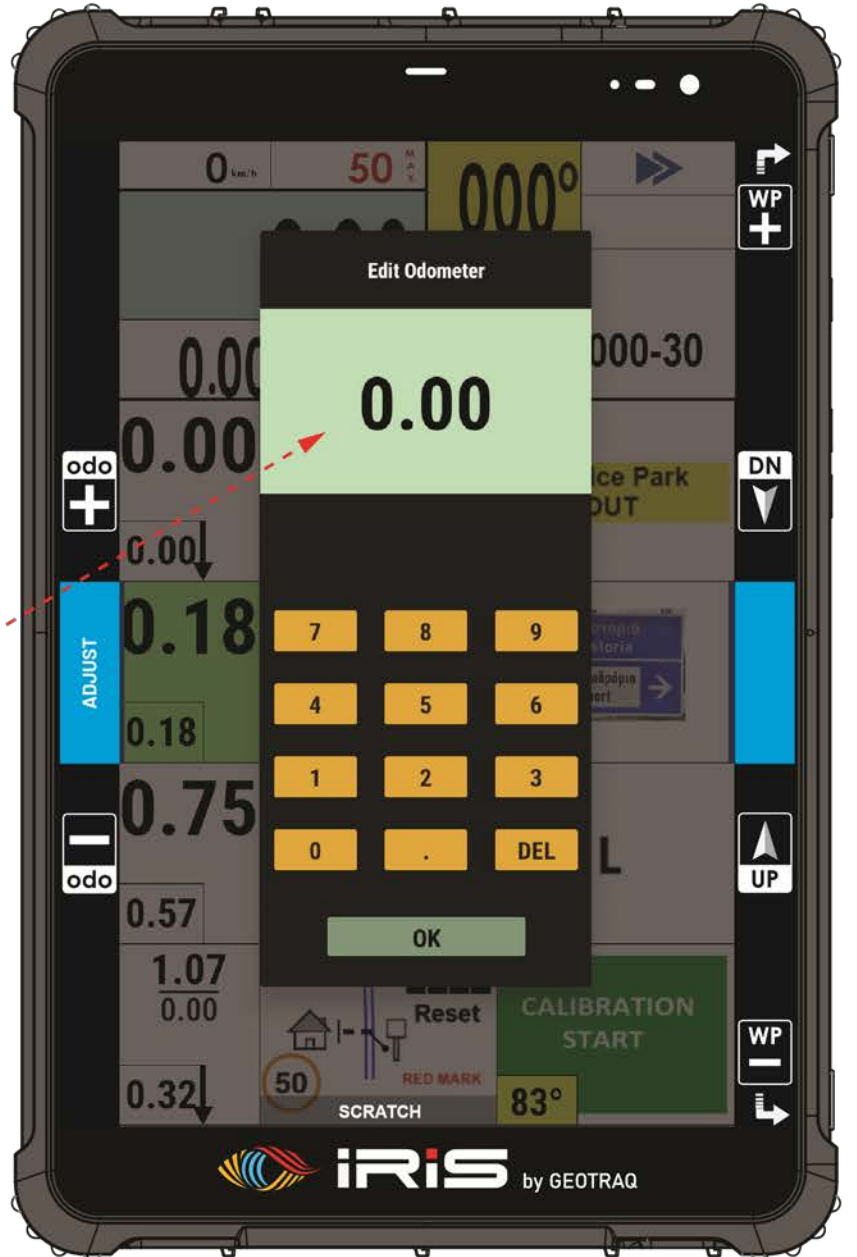 0 km/h
50 MAX
000°
WP
+
Edit Odometer
0.00
0.00
000-30
odo
+
0.00
0.00
Ice Park
OUT
DN
ADJUST
0.18
0.18
7 8 9
4 5 6
1 2 3
0 . DEL
OK
0.75
0.57
L
−
odo
UP
1.07
0.00
0.32
Reset
50
RED MARK
SCRATCH
CALIBRATION
START
83°
WP
−
iRiS by GEOTRAQ